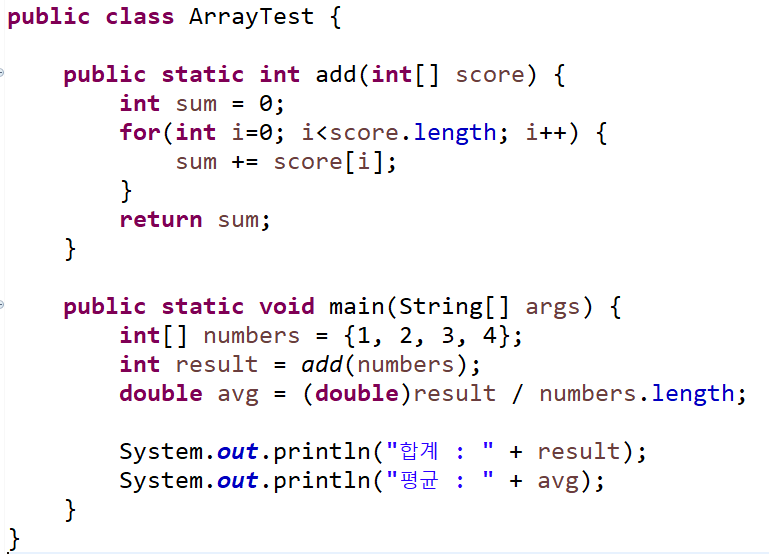 public class ArrayTest {
public static int add(int[] score) {
int sum = 0;
for(int i=0; i<score.length; i++) {
sum += score[i];
}
return sum;
}
public static void main(String[] args) {
int[] numbers = {1, 2, 3, 4};
int result = add(numbers);
double avg = (double)result / numbers.length;
System.out.println("합계 : " + result);
System.out.println("평균 : " + avg);
}
}